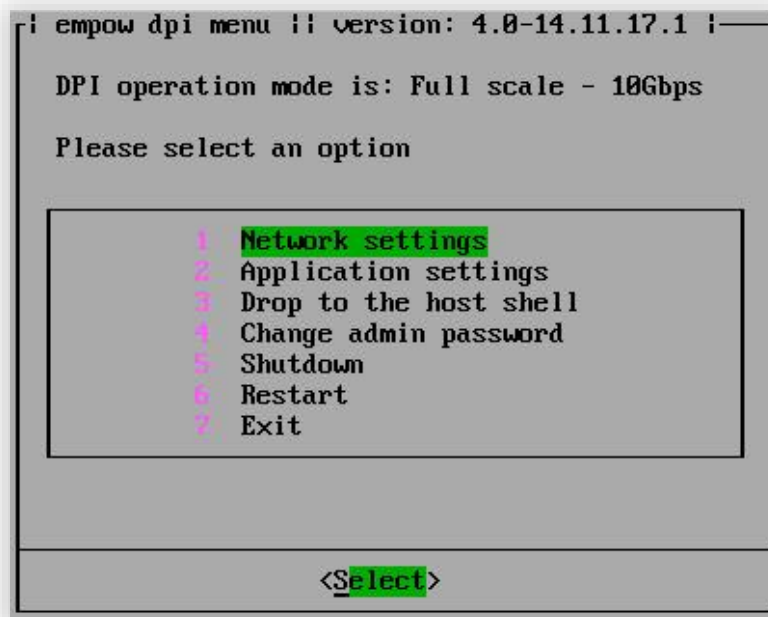 empow dpi menu || version: 4.0-14.11.17.1
DPI operation mode is: Full scale - 10Gbps
Please select an option
1 Network settings
2 Application settings
3 Drop to the host shell
4 Change admin password
5 Shutdown
6 Restart
7 Exit
<Select>